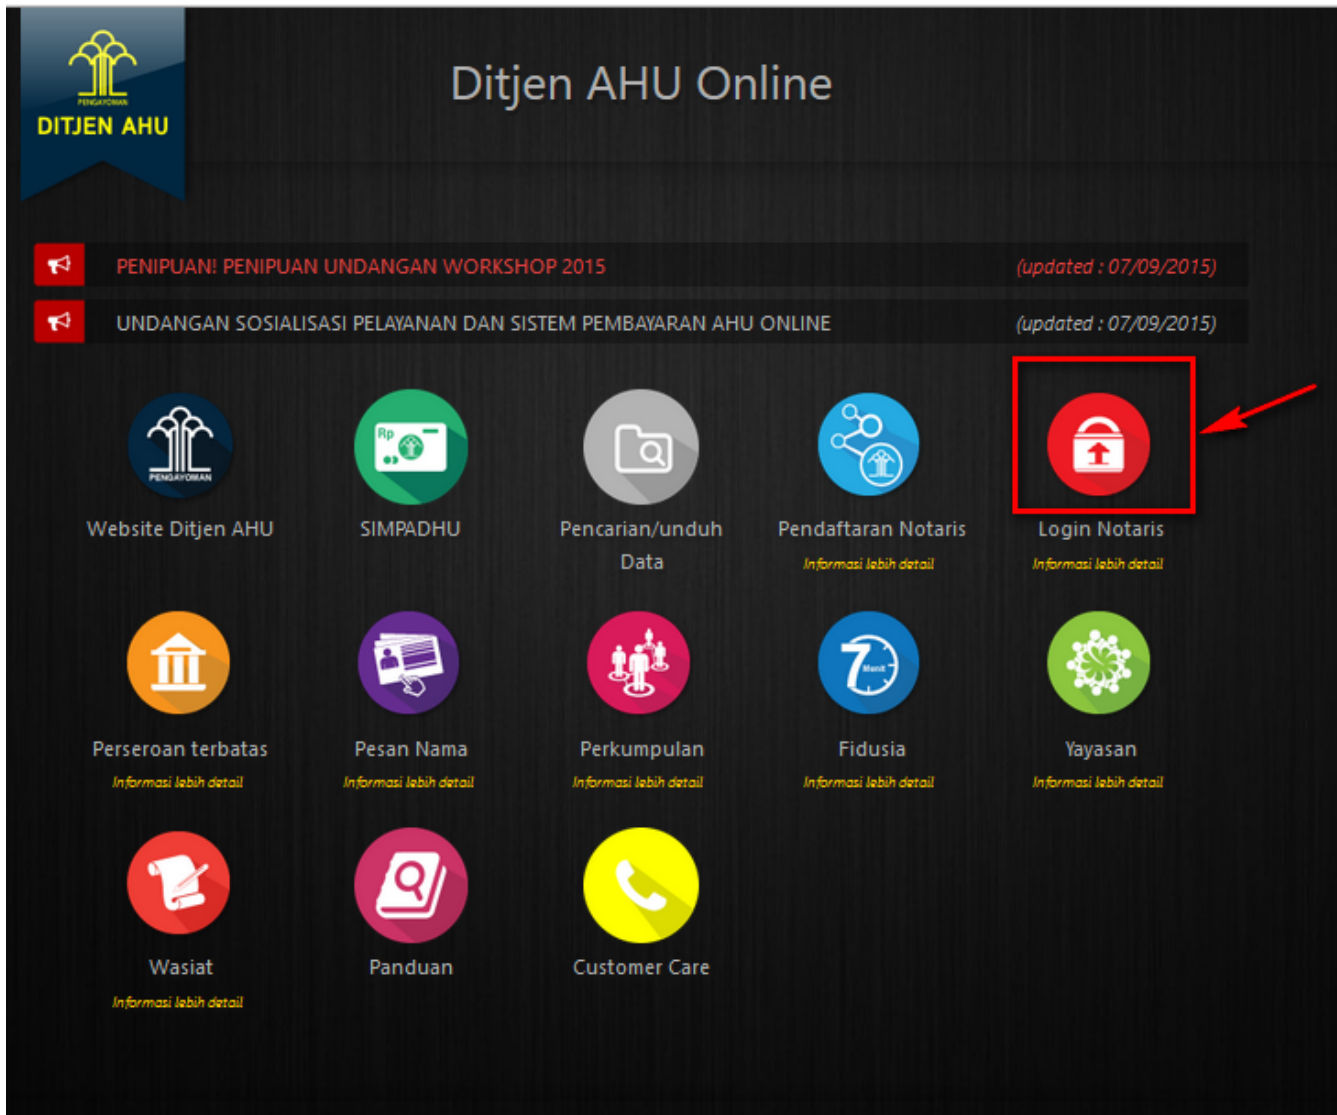 PENGAYOMAN
DITJEN AHU
Ditjen AHU Online
PENIPUAN! PENIPUAN UNDANGAN WORKSHOP 2015 (updated : 07/09/2015)
UNDANGAN SOSIALISASI PELAYANAN DAN SISTEM PEMBAYARAN AHU ONLINE (updated : 07/09/2015)
PENGAYOMAN
Rp
Website Ditjen AHU SIMPADHU Pencarian/unduh Pendaftaran Notaris Login Notaris
Data Informasi lebih detail Informasi lebih detail
7 Menit
Perseroan terbatas Pesan Nama Perkumpulan Fidusia Yayasan
Informasi lebih detail Informasi lebih detail Informasi lebih detail Informasi lebih detail Informasi lebih detail
Wasiat Panduan Customer Care
Informasi lebih detail